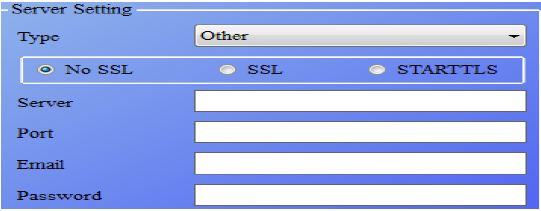 Server Setting
Type Other
No SSL SSL STARTTLS
Server
Port
Email
Password